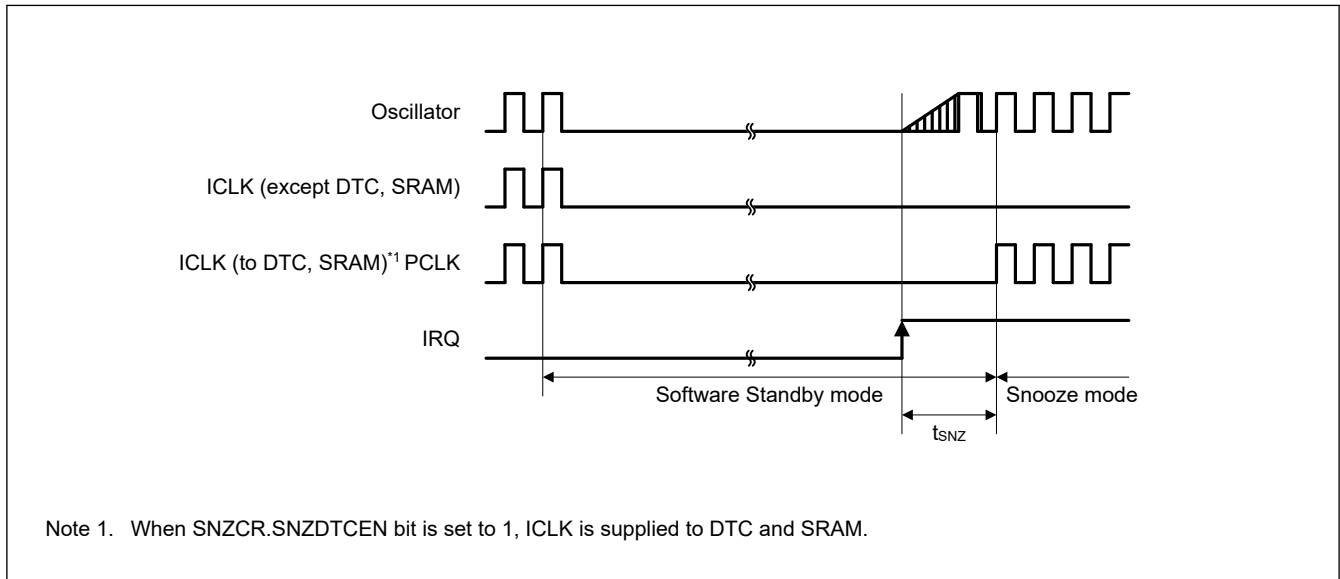 Oscillator
ICLK (except DTC, SRAM)
ICLK (to DTC, SRAM)*1 PCLK
IRQ
Software Standby mode
Snooze mode
tSNZ
Note 1. When SNZCR.SNZDTCEN bit is set to 1, ICLK is supplied to DTC and SRAM.